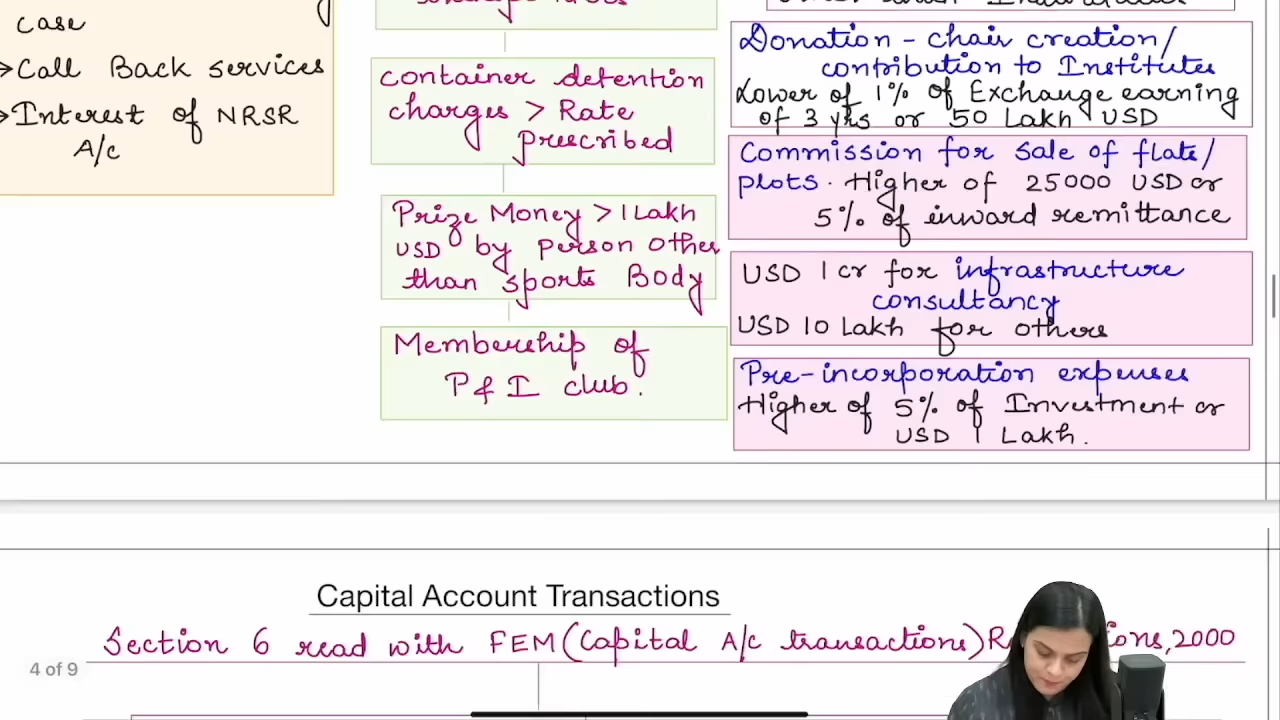 case
→Call Back services
→Interest of NRSR
A/c
container detention
charges > Rate
prescribed
Prize Money > 1 Lakh
USD by person other
than sports Body
Membership of
P & I club.
Donation - chair creation/
contribution to Institutes
Lower of 1% of Exchange earning
of 3 yrs or 50 Lakh USD
Commission for sale of flats/
plots. Higher of 25000 USD or
5% of inward remittance
USD 1 cr for infrastructure
consultancy
USD 10 Lakh for others
Pre-incorporation expenses
Higher of 5% of Investment or
USD 1 Lakh.
Capital Account Transactions
Section 6 read with FEM (Capital A/c transactions) 2000
4 of 9